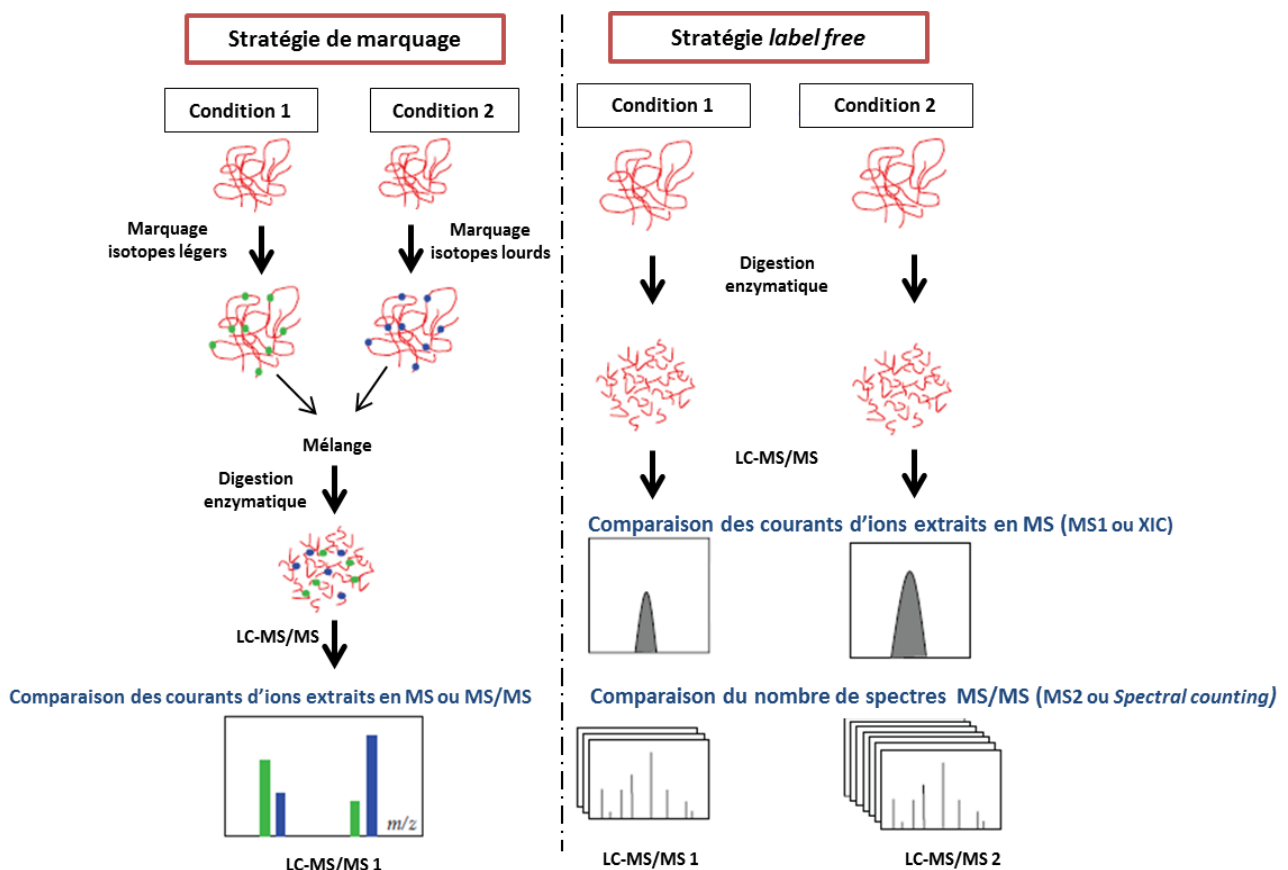 Stratégie de marquage
Condition 1
Condition 2
Marquage
isotopes légers
Marquage
isotopes lourds
Mélange
Digestion
enzymatique
LC-MS/MS
Comparaison des courants d'ions extraits en MS ou MS/MS
m/z
LC-MS/MS 1
Stratégie label free
Condition 1
Condition 2
Digestion
enzymatique
LC-MS/MS
Comparaison des courants d'ions extraits en MS (MS1 ou XIC)
Comparaison du nombre de spectres MS/MS (MS2 ou Spectral counting)
LC-MS/MS 1
LC-MS/MS 2